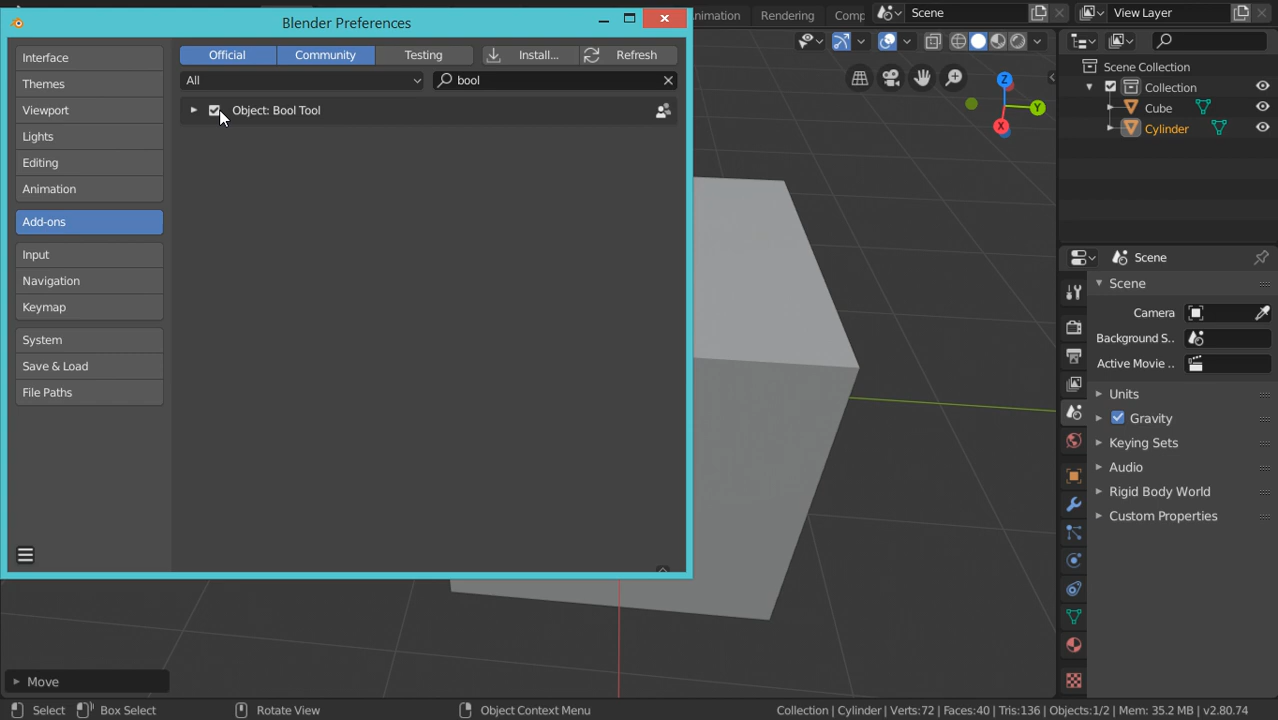 Blender Preferences
Animation Rendering Comp Scene View Layer
Interface
Themes
Viewport
Lights
Editing
Animation
Add-ons
Input
Navigation
Keymap
System
Save & Load
File Paths
Official Community Testing Install... Refresh
All bool
Object: Bool Tool
Z
Y
X
Scene Collection
Collection
Cube
Cylinder
Scene
Scene
Camera
Background S..
Active Movie ..
Units
Gravity
Keying Sets
Audio
Rigid Body World
Custom Properties
Move
Select Box Select Rotate View Object Context Menu Collection | Cylinder | Verts:72 | Faces:40 | Tris:136 | Objects:1/2 | Mem: 35.2 MB | v2.80.74